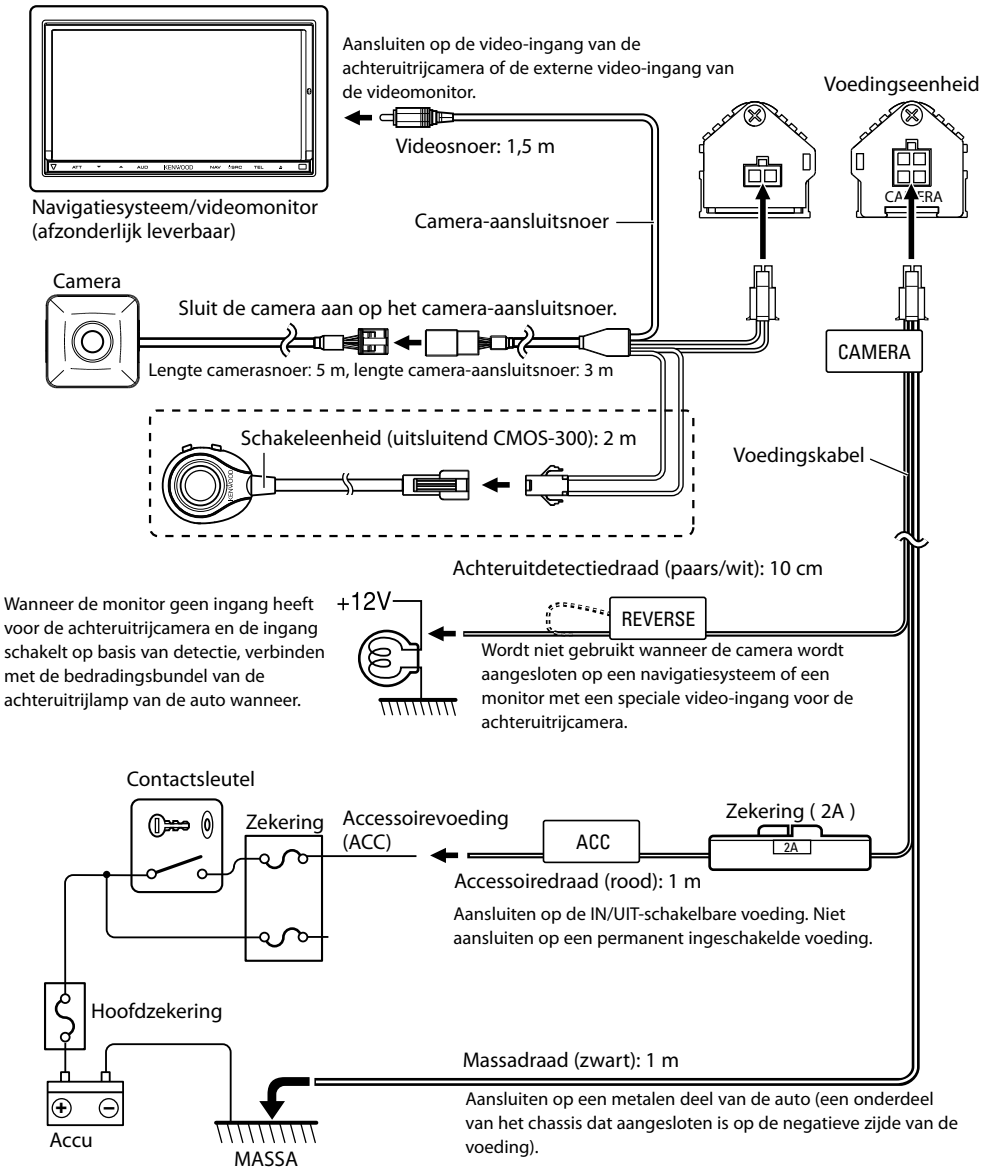 Aansluiten op de video-ingang van de
achteruitrijcamera of de externe video-ingang van
de videomonitor.
Voedingseenheid
Videosnoer: 1,5 m
ATT
AUD
KENWOOD
NAV
SRC
TEL
CAMERA
Navigatiesysteem/videomonitor
(afzonderlijk leverbaar)
Camera-aansluitsnoer
Camera
Sluit de camera aan op het camera-aansluitsnoer.
CAMERA
Lengte camerasnoer: 5 m, lengte camera-aansluitsnoer: 3 m
Schakeleenheid (uitsluitend CMOS-300): 2 m
KENWOOD
Voedingskabel
Achteruitdetectiedraad (paars/wit): 10 cm
Wanneer de monitor geen ingang heeft
voor de achteruitrijcamera en de ingang
schakelt op basis van detectie, verbinden
met de bedradingsbundel van de
achteruitrijlamp van de auto wanneer.
+12V
REVERSE
Wordt niet gebruikt wanneer de camera wordt
aangesloten op een navigatiesysteem of een
monitor met een speciale video-ingang voor de
achteruitrijcamera.
Contactsleutel
Zekering
Accessoirevoeding
(ACC)
ACC
Zekering ( 2A )
2A
Accessoiredraad (rood): 1 m
Aansluiten op de IN/UIT-schakelbare voeding. Niet
aansluiten op een permanent ingeschakelde voeding.
Hoofdzekering
Massadraad (zwart): 1 m
Aansluiten op een metalen deel van de auto (een onderdeel
van het chassis dat aangesloten is op de negatieve zijde van de
voeding).
+
−
Accu
MASSA